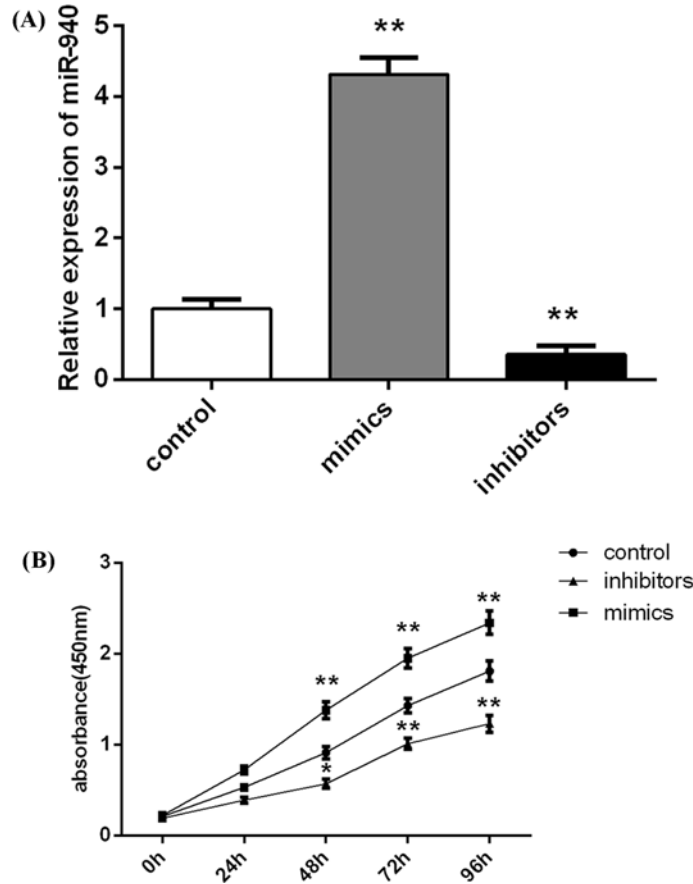 (A)
Relative expression of miR-940
5
4
3
2
1
0
**
**
control
mimics
inhibitors
(B)
absorbance(450nm)
3
2
1
0
**
**
**
*
**
**
0h
24h
48h
72h
96h
control
inhibitors
mimics